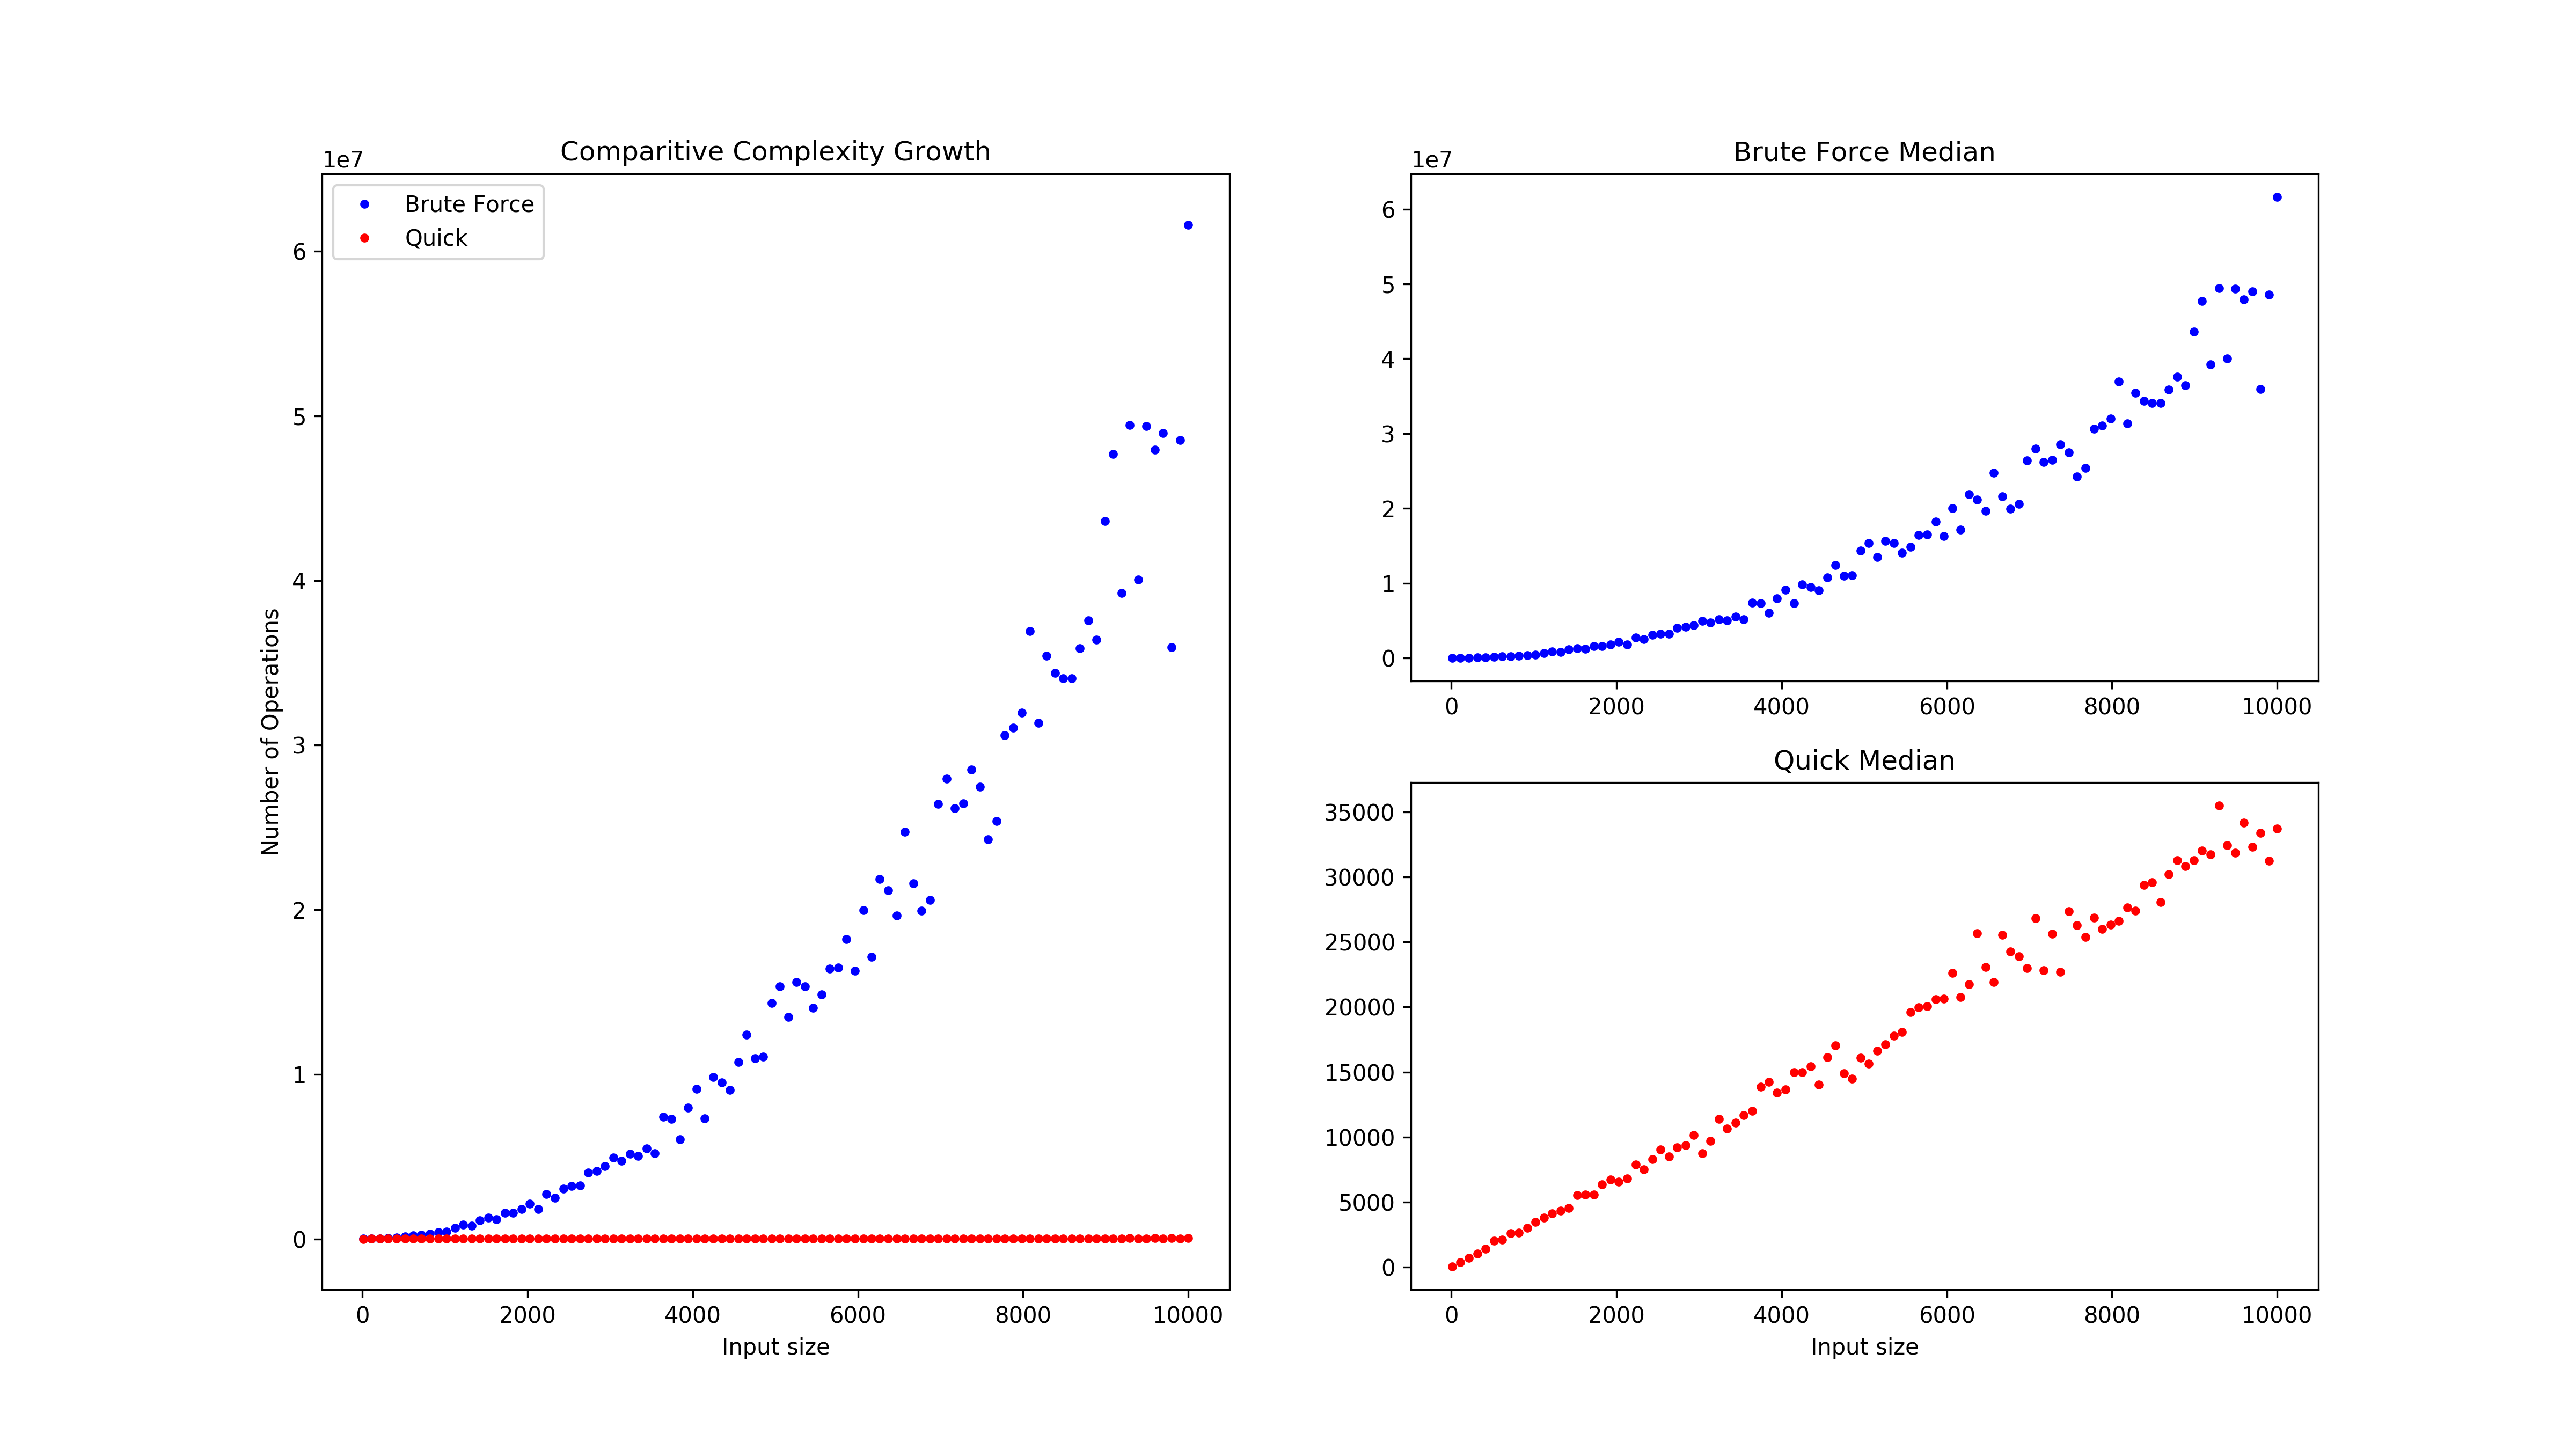 Comparitive Complexity Growth
1e7
Brute Force
Quick
6
5
4
3
2
1
0
Number of Operations
0 2000 4000 6000 8000 10000
Input size
Brute Force Median
1e7
6
5
4
3
2
1
0
0 2000 4000 6000 8000 10000
Quick Median
35000
30000
25000
20000
15000
10000
5000
0
0 2000 4000 6000 8000 10000
Input size